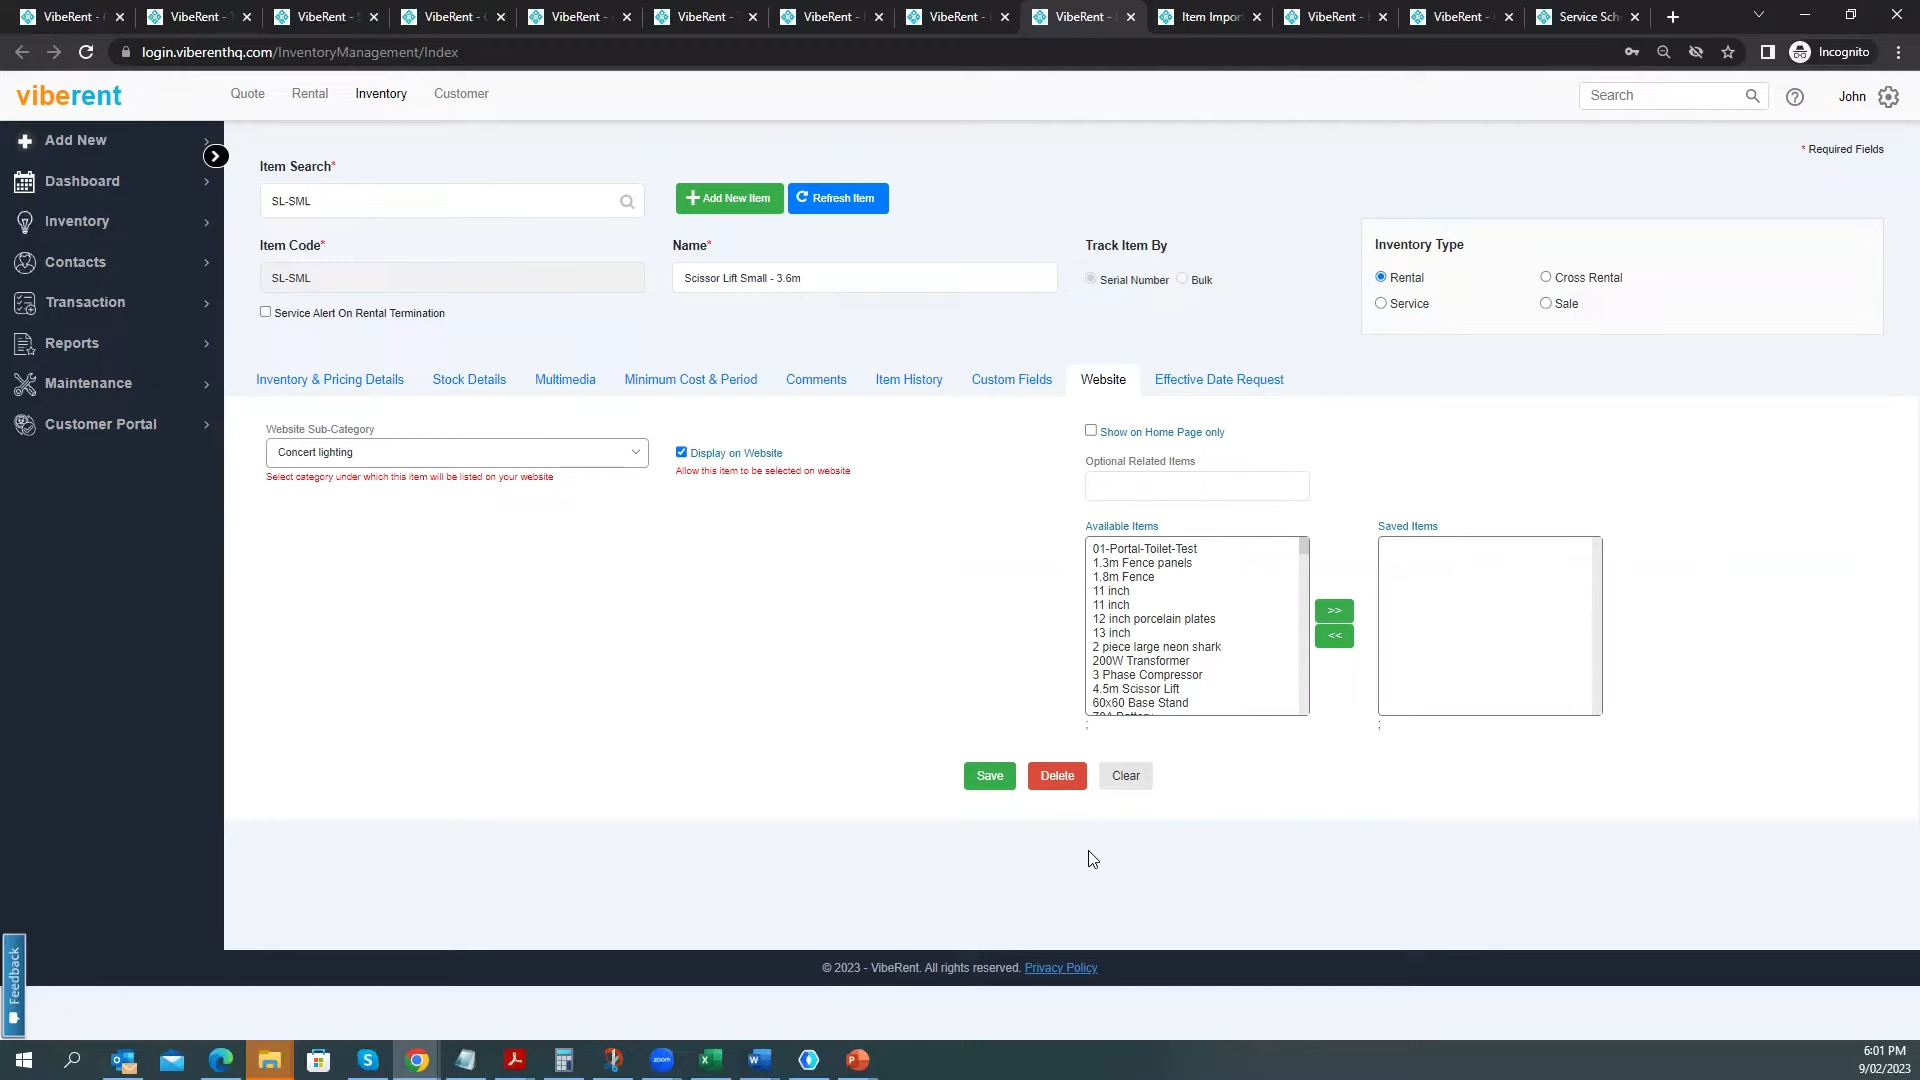 VibeRent -
VibeRent -
VibeRent -
VibeRent -
VibeRent -
VibeRent -
VibeRent -
VibeRent -
VibeRent -
Item Impor
VibeRent -
VibeRent -
Service Sch
login.viberenthq.com/InventoryManagement/Index
Incognito
viberent
Quote
Rental
Inventory
Customer
Search
John
Add New
Dashboard
Inventory
Contacts
Transaction
Reports
Maintenance
Customer Portal
* Required Fields
Item Search*
SL-SML
Add New Item
Refresh Item
Item Code*
SL-SML
Name*
Scissor Lift Small - 3.6m
Track Item By
Serial Number
Bulk
Inventory Type
Rental
Cross Rental
Service
Sale
Service Alert On Rental Termination
Inventory & Pricing Details
Stock Details
Multimedia
Minimum Cost & Period
Comments
Item History
Custom Fields
Website
Effective Date Request
Website Sub-Category
Concert lighting
Select category under which this item will be listed on your website
Display on Website
Allow this item to be selected on website
Show on Home Page only
Optional Related Items
Available Items
01-Portal-Toilet-Test
1.3m Fence panels
1.8m Fence
11 inch
11 inch
12 inch porcelain plates
13 inch
2 piece large neon shark
200W Transformer
3 Phase Compressor
4.5m Scissor Lift
60x60 Base Stand
;
>>
<<
Saved Items
;
Save
Delete
Clear
© 2023 - VibeRent. All rights reserved. Privacy Policy
Feedback
zoom
6:01 PM
9/02/2023